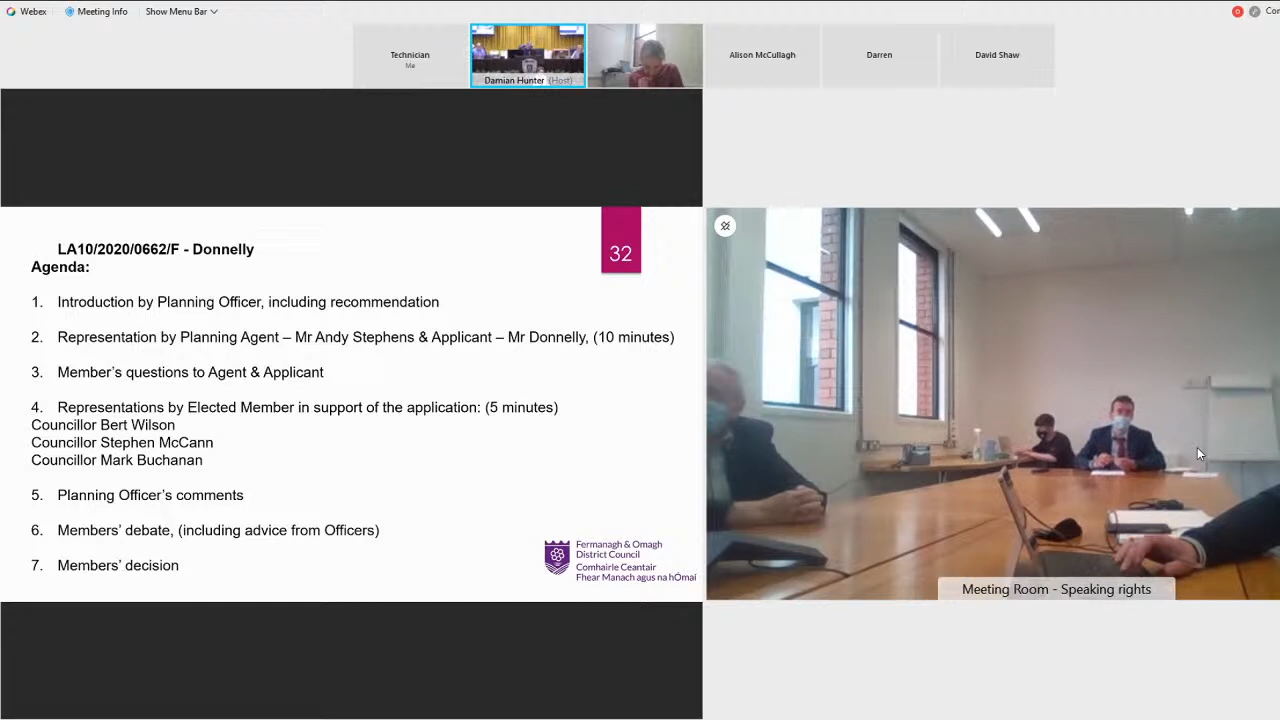 Webex
Meeting Info
Show Menu Bar
Technician
Me
Damian Hunter (Host)
Alison McCullagh
Darren
David Shaw
LA10/2020/0662/F - Donnelly
32
Agenda:
1. Introduction by Planning Officer, including recommendation
2. Representation by Planning Agent – Mr Andy Stephens & Applicant – Mr Donnelly, (10 minutes)
3. Member's questions to Agent & Applicant
4. Representations by Elected Member in support of the application: (5 minutes)
Councillor Bert Wilson
Councillor Stephen McCann
Councillor Mark Buchanan
5. Planning Officer's comments
6. Members' debate, (including advice from Officers)
7. Members' decision
Fermanagh & Omagh
District Council
Comhairle Ceantair
Fhear Manach agus na hÓmaí
Meeting Room - Speaking rights